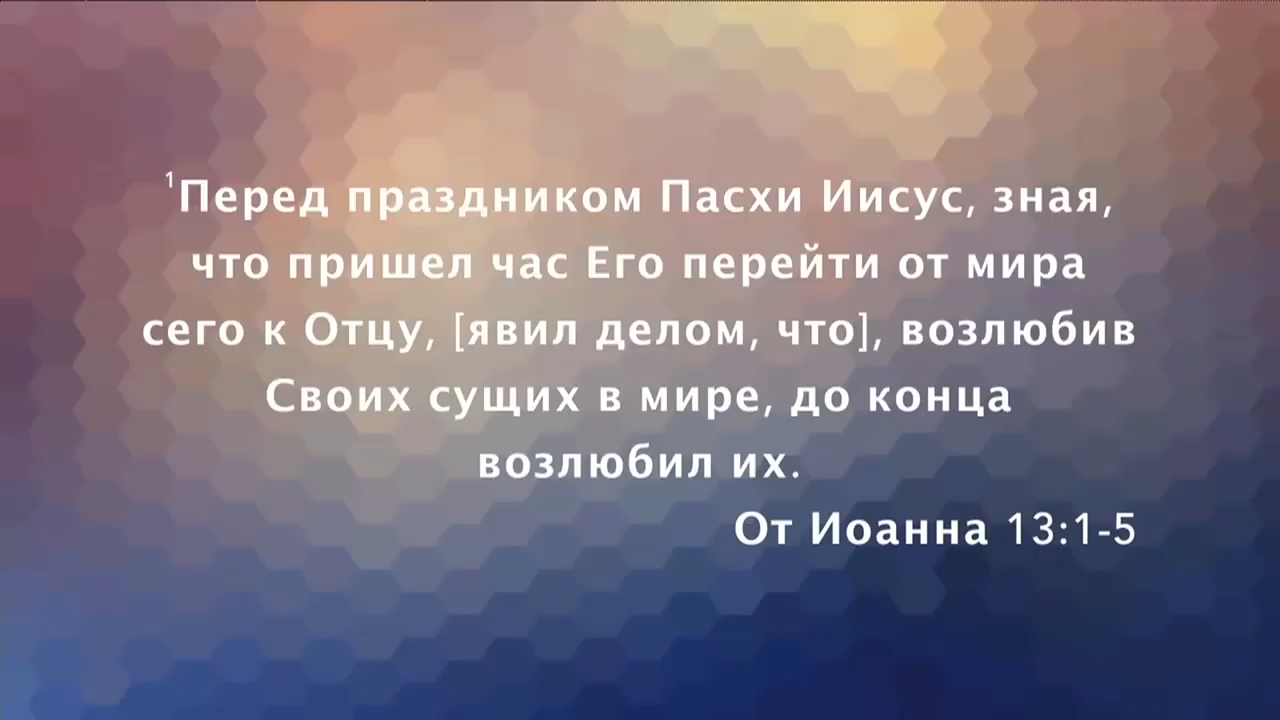 ¹Перед праздником Пасхи Иисус, зная,
что пришел час Его перейти от мира
сего к Отцу, [явил делом, что], возлюбив
Своих сущих в мире, до конца
возлюбил их.
От Иоанна 13:1-5